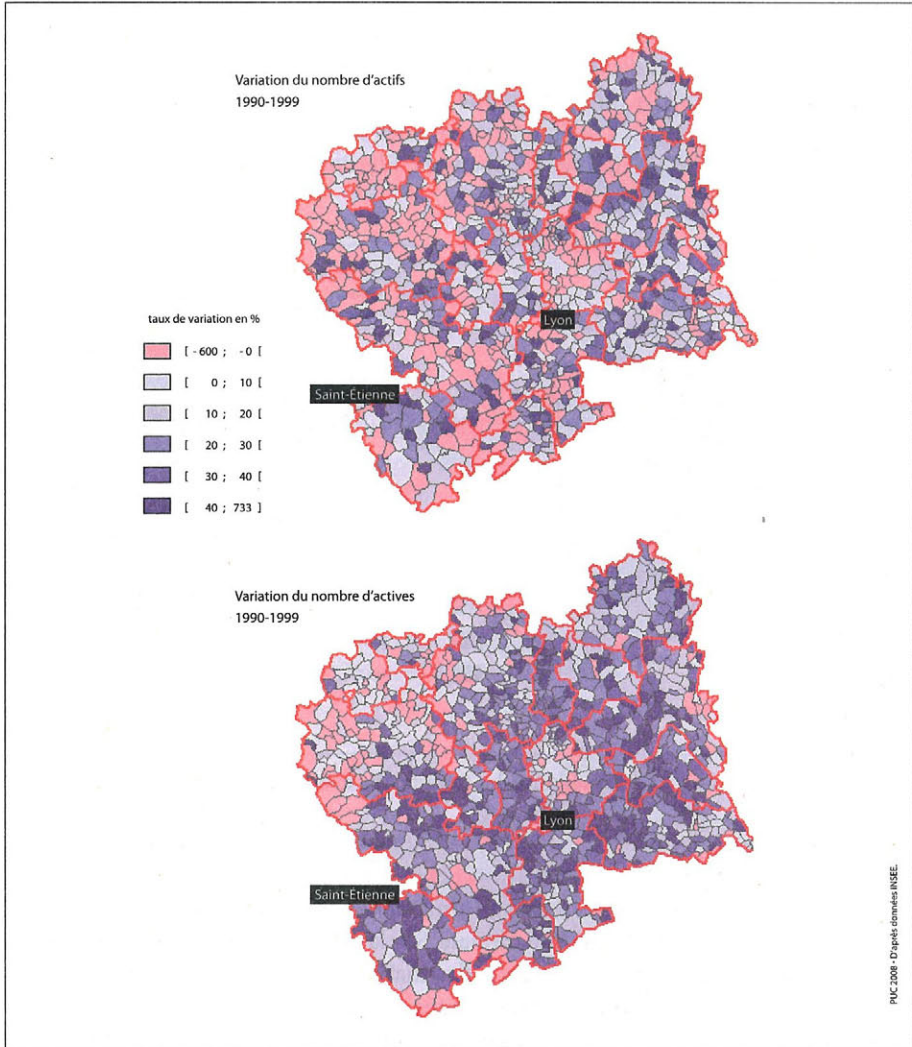 Variation du nombre d'actifs
1990-1999
taux de variation en %
[ -600 ; -0 [
[ 0 ; 10 [
[ 10 ; 20 [
[ 20 ; 30 [
[ 30 ; 40 [
[ 40 ; 733 ]
Lyon
Saint-Étienne
Variation du nombre d'actives
1990-1999
Lyon
Saint-Étienne
PUC 2008 - D'après données INSEE.